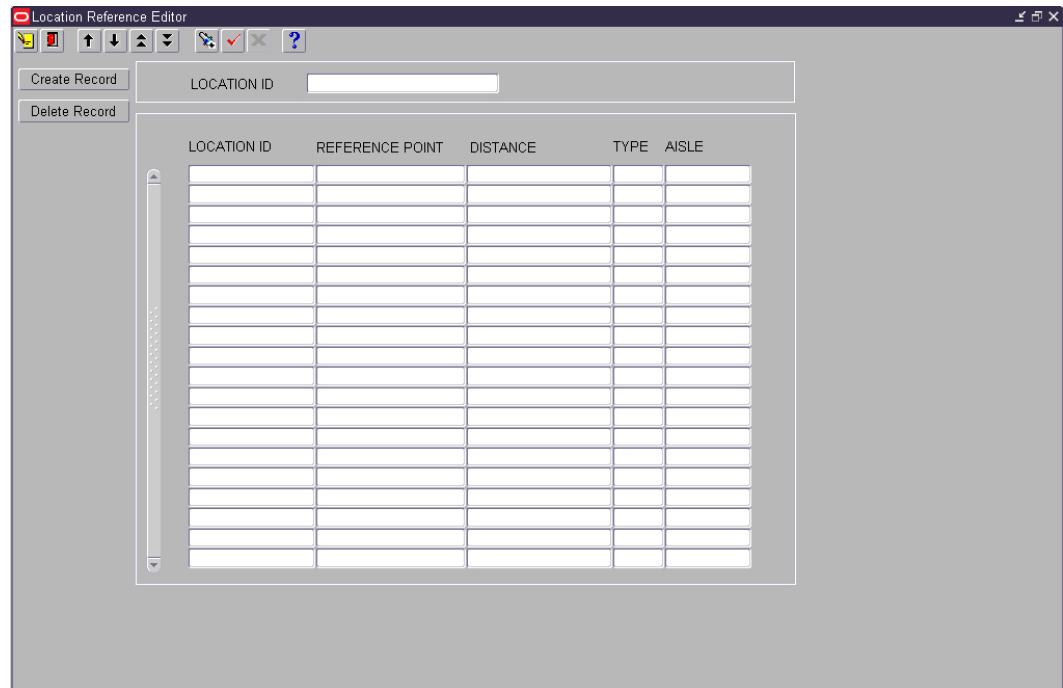 Location Reference Editor
Create Record
LOCATION ID
Delete Record
LOCATION ID REFERENCE POINT DISTANCE TYPE AISLE